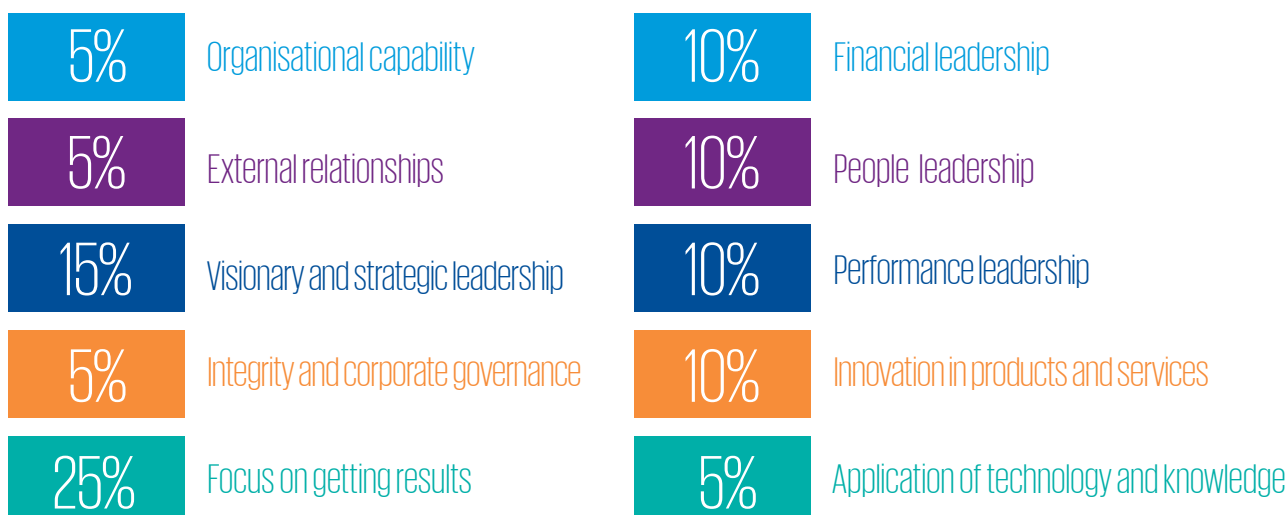 5% Organisational capability
10% Financial leadership
5% External relationships
10% People leadership
15% Visionary and strategic leadership
10% Performance leadership
5% Integrity and corporate governance
10% Innovation in products and services
25% Focus on getting results
5% Application of technology and knowledge